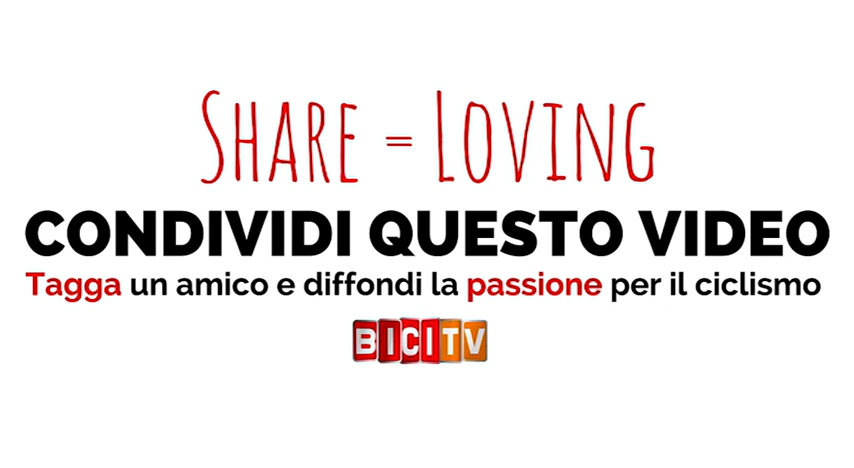 SHARE = LOVING
CONDIVIDI QUESTO VIDEO
Tagga un amico e diffondi la passione per il ciclismo
BICITV